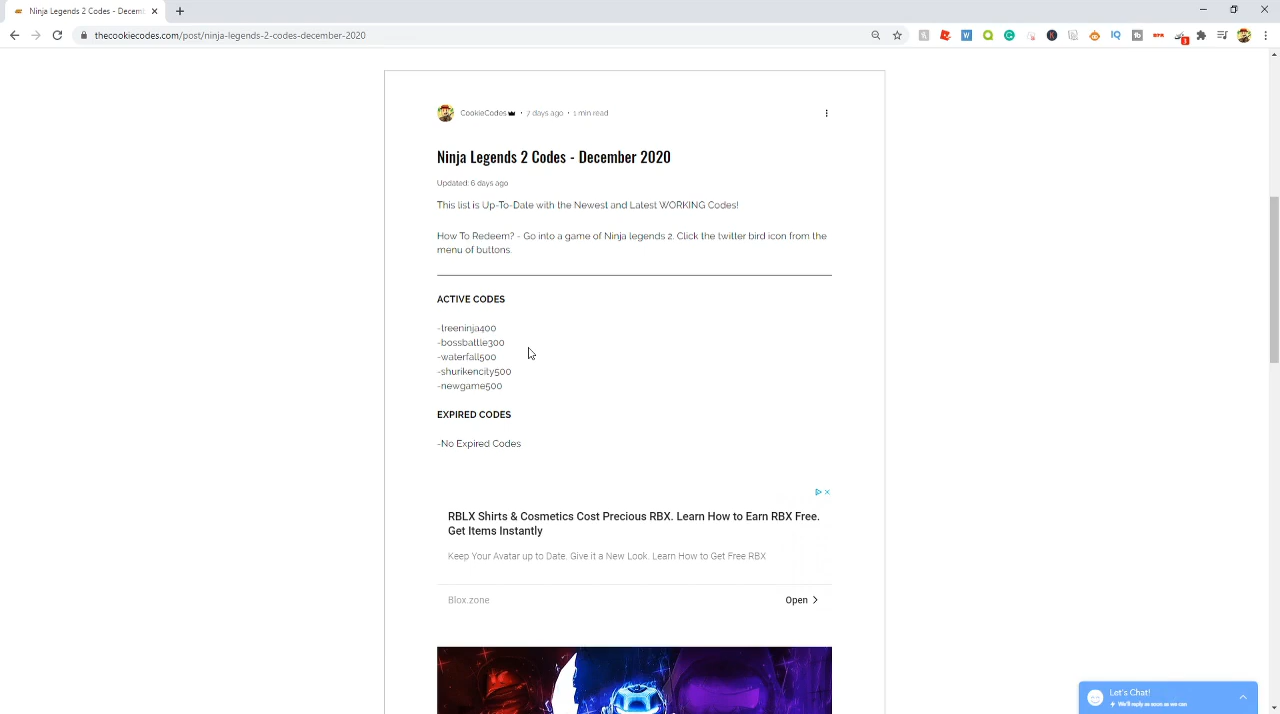 Ninja Legends 2 Codes - Decemb
thecookiecodes.com/post/ninja-legends-2-codes-december-2020
CookieCodes · 7 days ago · 1 min read
Ninja Legends 2 Codes - December 2020
Updated: 6 days ago
This list is Up-To-Date with the Newest and Latest WORKING Codes!
How To Redeem? - Go into a game of Ninja legends 2. Click the twitter bird icon from the
menu of buttons.
ACTIVE CODES
-treeninja400
-bossbattle300
-waterfall500
-shurikencity500
-newgame500
EXPIRED CODES
-No Expired Codes
RBLX Shirts & Cosmetics Cost Precious RBX. Learn How to Earn RBX Free.
Get Items Instantly
Keep Your Avatar up to Date. Give it a New Look. Learn How to Get Free RBX
Blox.zone
Open
Let's Chat!
We'll reply as soon as we can